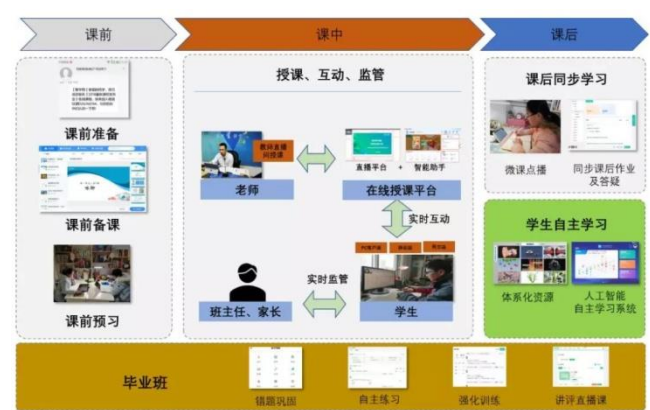 课前
课中
课后
课前准备
课前备课
课前预习
授课、互动、监管
教师直播
间授课
老师
直播平台 + 智能助手
在线授课平台
实时互动
实时监管
班主任、家长
学生
课后同步学习
微课点播
同步课后作业
及答疑
学生自主学习
体系化资源
人工智能
自主学习系统
毕业班
错题巩固
自主练习
强化训练
讲评直播课